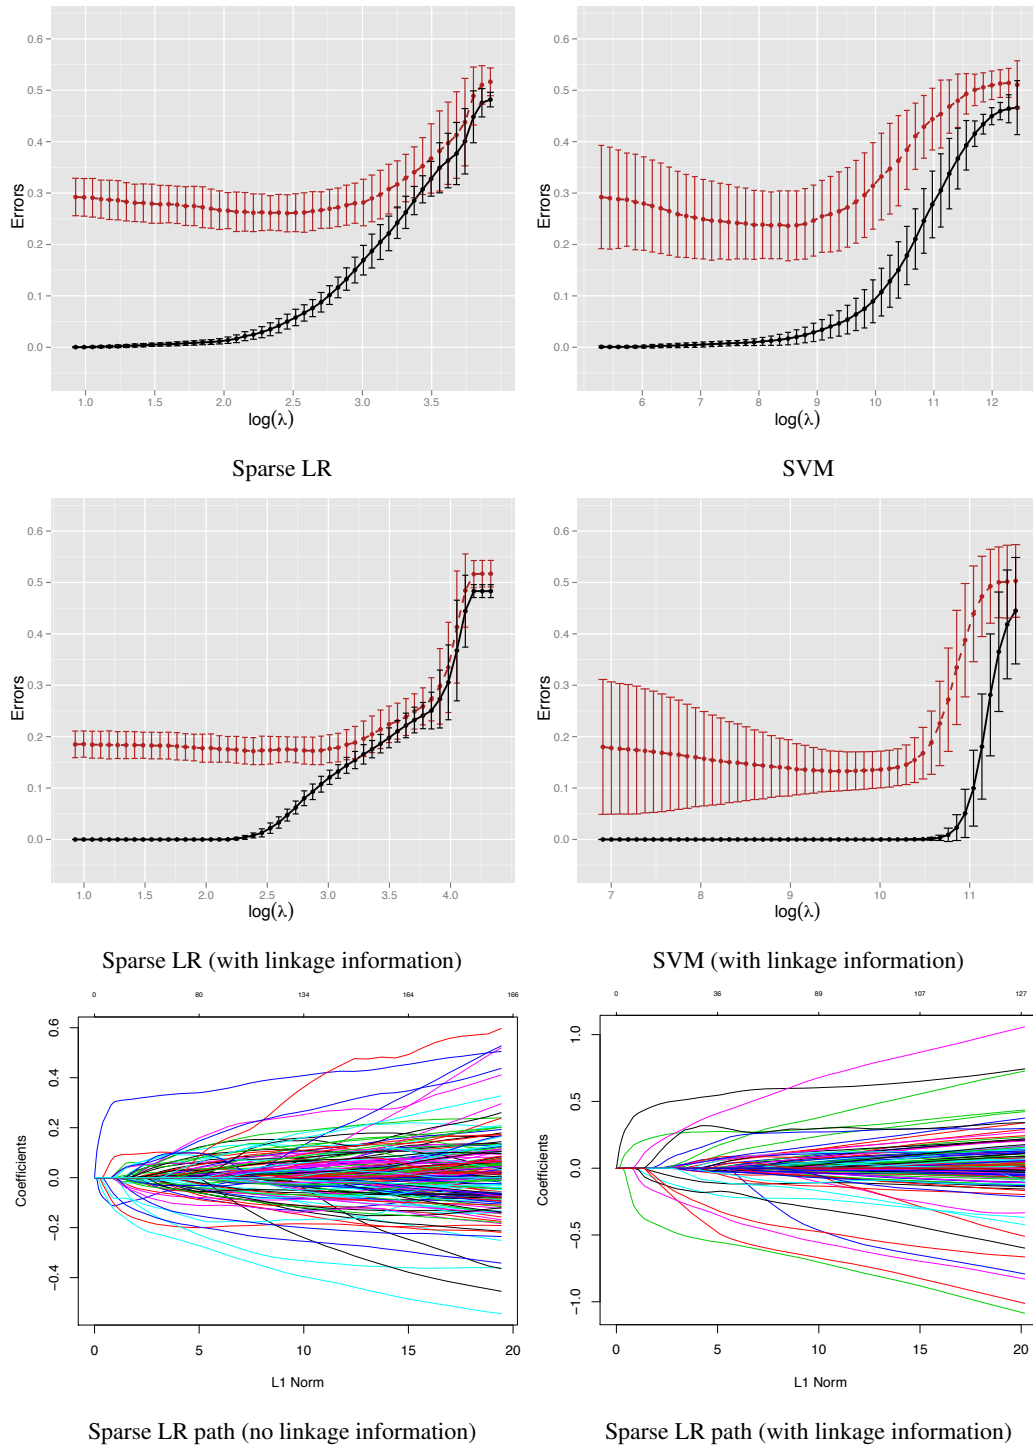 0.6
0.5
0.4
0.3
0.2
0.1
0.0
Errors
1.0 1.5 2.0 2.5 3.0 3.5
log(λ)
Sparse LR
0.6
0.5
0.4
0.3
0.2
0.1
0.0
Errors
6 7 8 9 10 11 12
log(λ)
SVM
0.6
0.5
0.4
0.3
0.2
0.1
0.0
Errors
1.0 1.5 2.0 2.5 3.0 3.5 4.0
log(λ)
Sparse LR (with linkage information)
0.6
0.5
0.4
0.3
0.2
0.1
0.0
Errors
7 8 9 10 11
log(λ)
SVM (with linkage information)
0 80 134 164 166
0.6
0.4
0.2
0.0
−0.2
−0.4
Coefficients
0 5 10 15 20
L1 Norm
Sparse LR path (no linkage information)
0 36 89 107 127
1.0
0.5
0.0
−0.5
−1.0
Coefficients
0 5 10 15 20
L1 Norm
Sparse LR path (with linkage information)